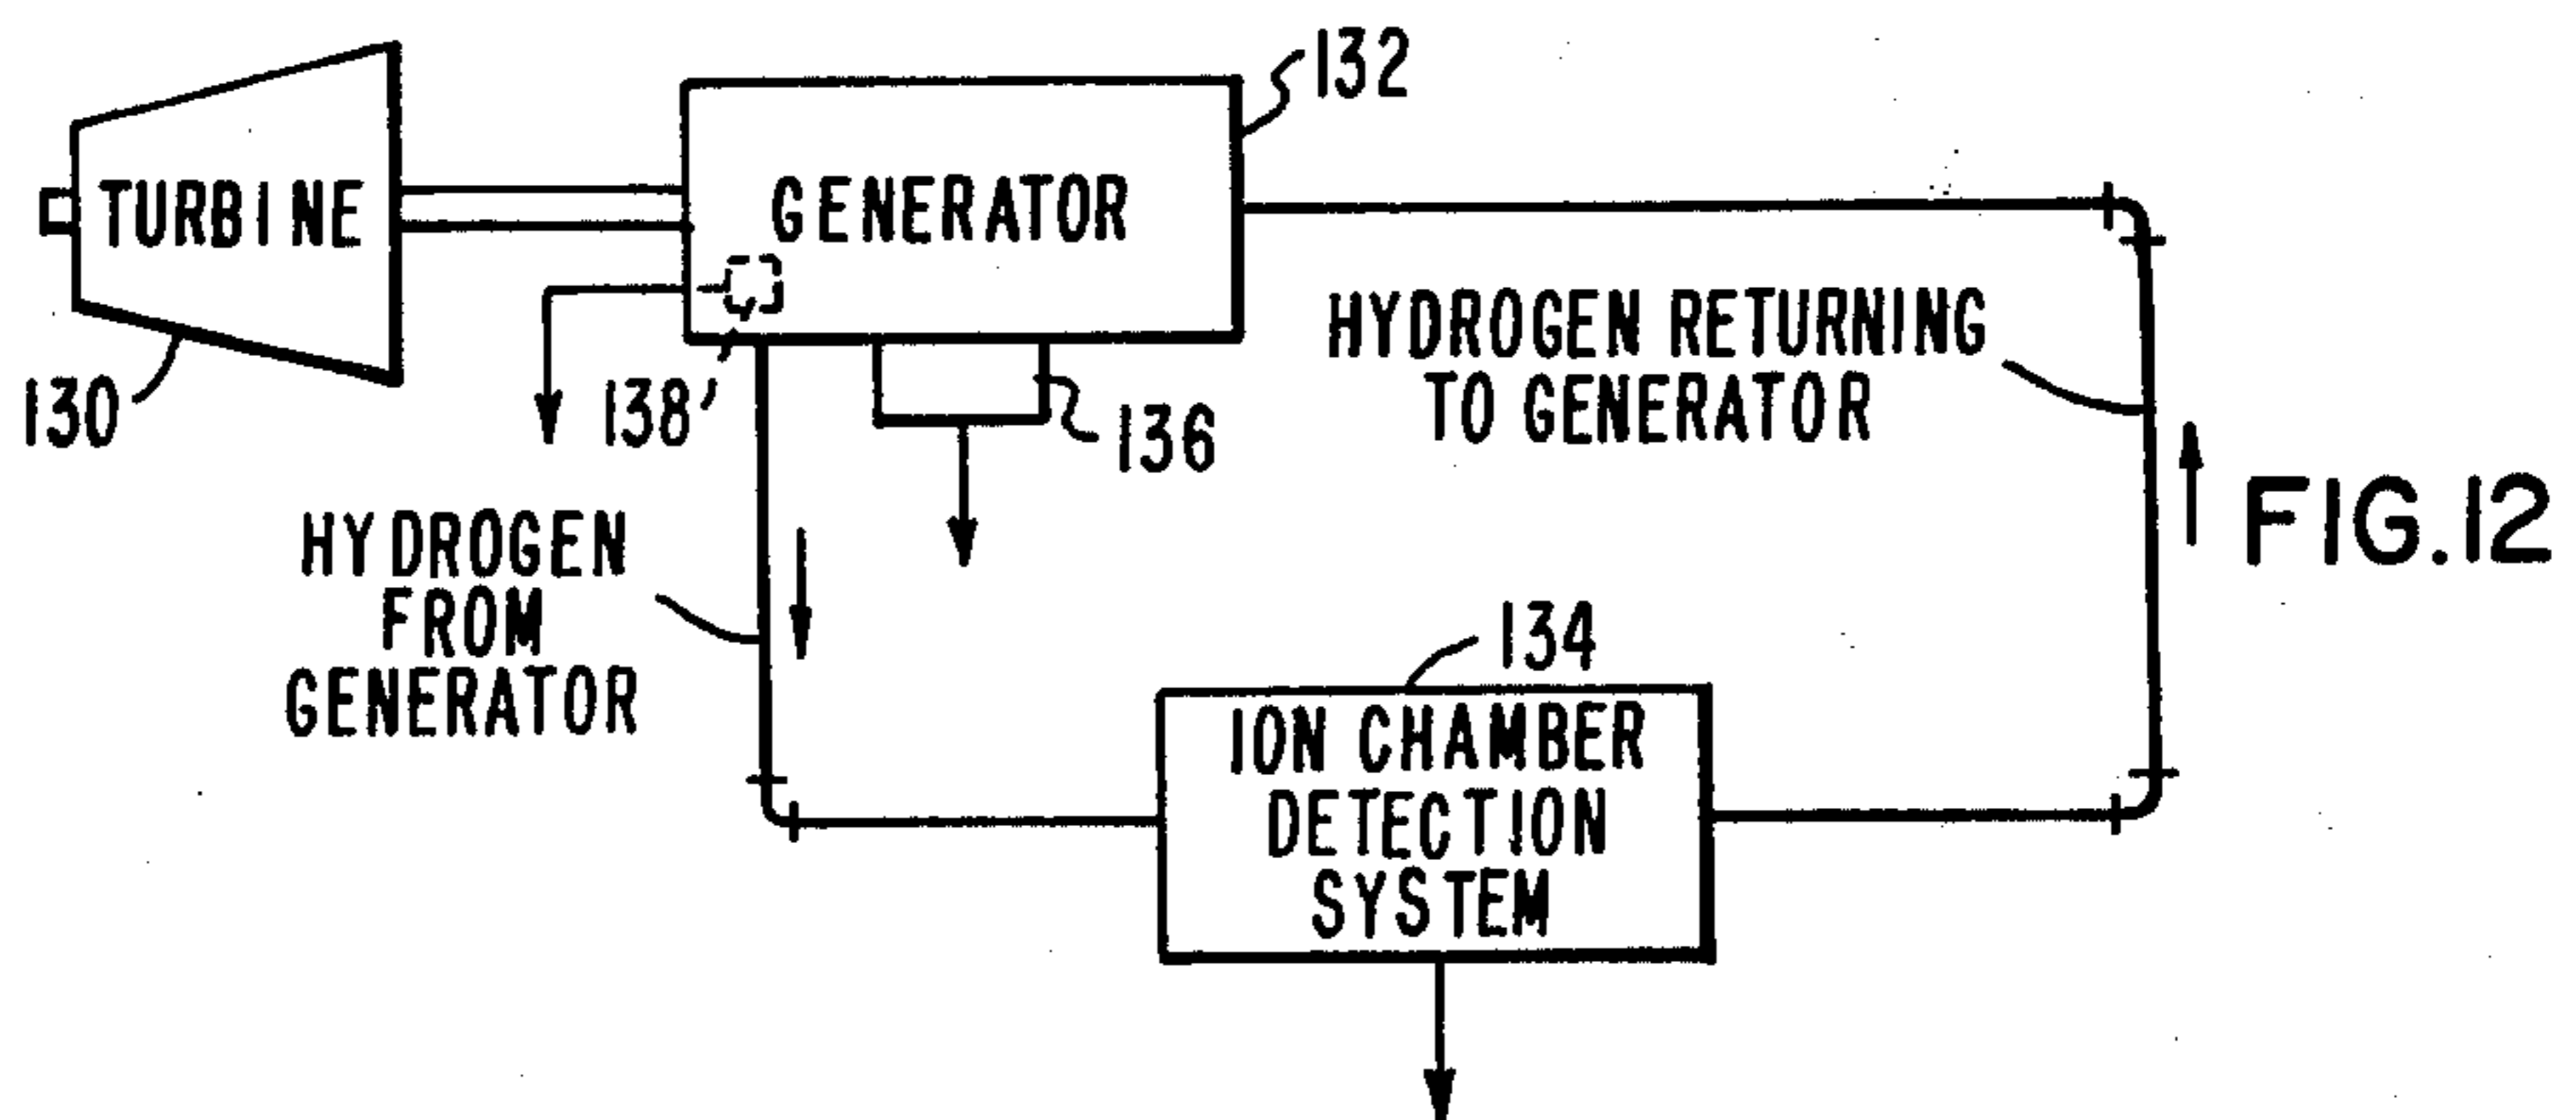 132
TURBINE
GENERATOR
HYDROGEN RETURNING
TO GENERATOR
130
138
136
FIG.12
HYDROGEN
FROM
GENERATOR
134
ION CHAMBER
DETECTION
SYSTEM